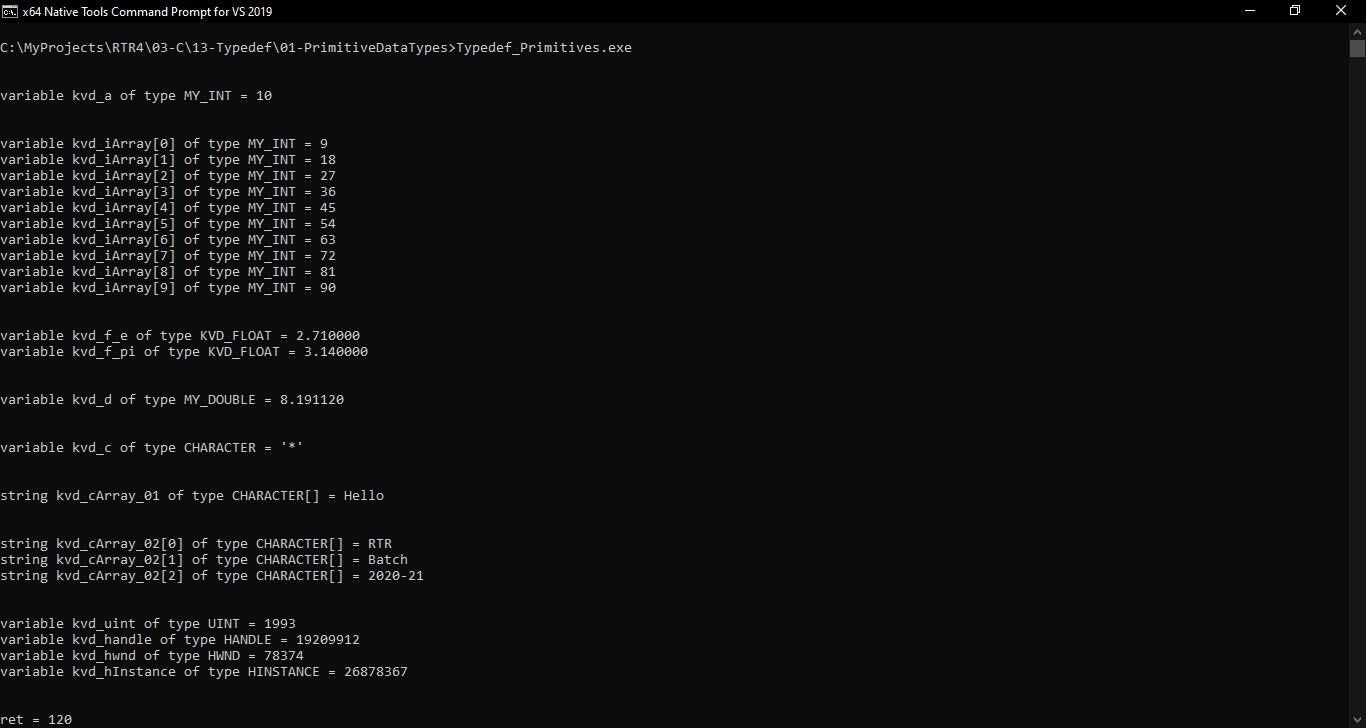 x64 Native Tools Command Prompt for VS 2019
C:\MyProjects\RTR4\03-C\13-Typedef\01-PrimitiveDataTypes>Typedef_Primitives.exe
variable kvd_a of type MY_INT = 10
variable kvd_iArray[0] of type MY_INT = 9
variable kvd_iArray[1] of type MY_INT = 18
variable kvd_iArray[2] of type MY_INT = 27
variable kvd_iArray[3] of type MY_INT = 36
variable kvd_iArray[4] of type MY_INT = 45
variable kvd_iArray[5] of type MY_INT = 54
variable kvd_iArray[6] of type MY_INT = 63
variable kvd_iArray[7] of type MY_INT = 72
variable kvd_iArray[8] of type MY_INT = 81
variable kvd_iArray[9] of type MY_INT = 90
variable kvd_f_e of type KVD_FLOAT = 2.710000
variable kvd_f_pi of type KVD_FLOAT = 3.140000
variable kvd_d of type MY_DOUBLE = 8.191120
variable kvd_c of type CHARACTER = '*'
string kvd_cArray_01 of type CHARACTER[] = Hello
string kvd_cArray_02[0] of type CHARACTER[] = RTR
string kvd_cArray_02[1] of type CHARACTER[] = Batch
string kvd_cArray_02[2] of type CHARACTER[] = 2020-21
variable kvd_uint of type UINT = 1993
variable kvd_handle of type HANDLE = 19209912
variable kvd_hwnd of type HWND = 78374
variable kvd_hInstance of type HINSTANCE = 26878367
ret = 120